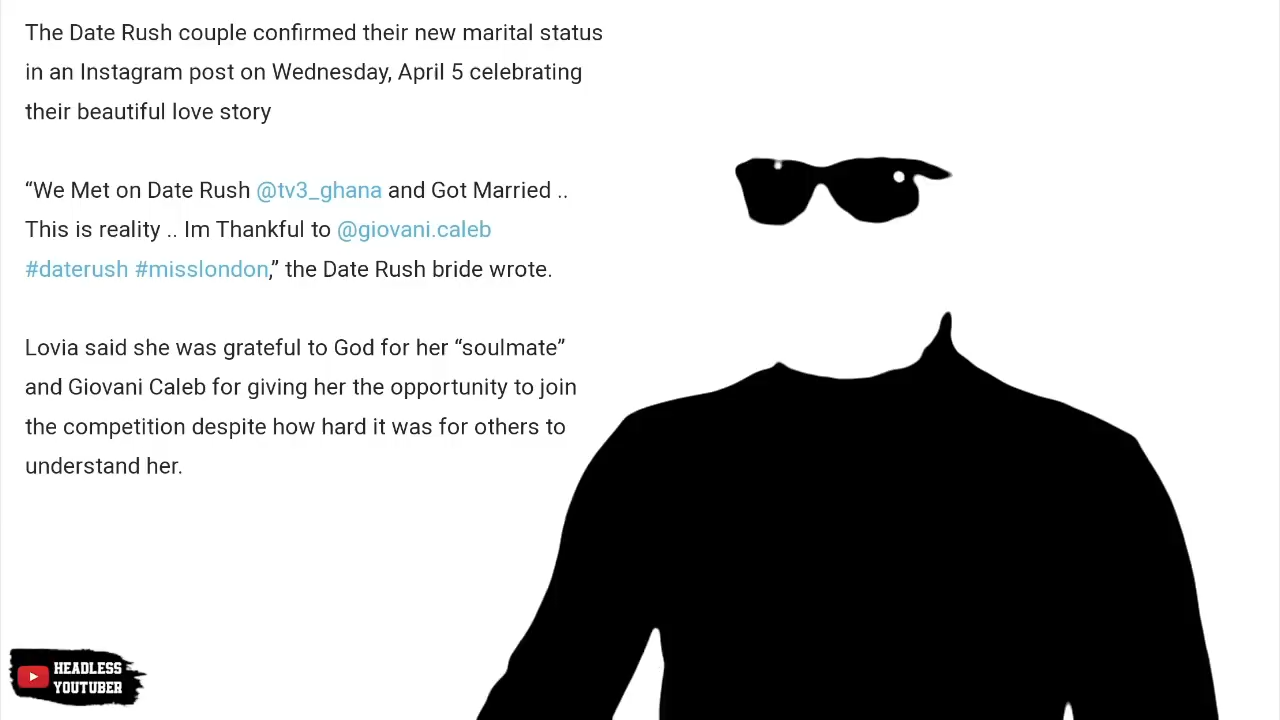 The Date Rush couple confirmed their new marital status
in an Instagram post on Wednesday, April 5 celebrating
their beautiful love story
“We Met on Date Rush @tv3_ghana and Got Married ..
This is reality .. Im Thankful to @giovani.caleb
#daterush #misslondon,” the Date Rush bride wrote.
Lovia said she was grateful to God for her “soulmate”
and Giovani Caleb for giving her the opportunity to join
the competition despite how hard it was for others to
understand her.
HEADLESS
YOUTUBER